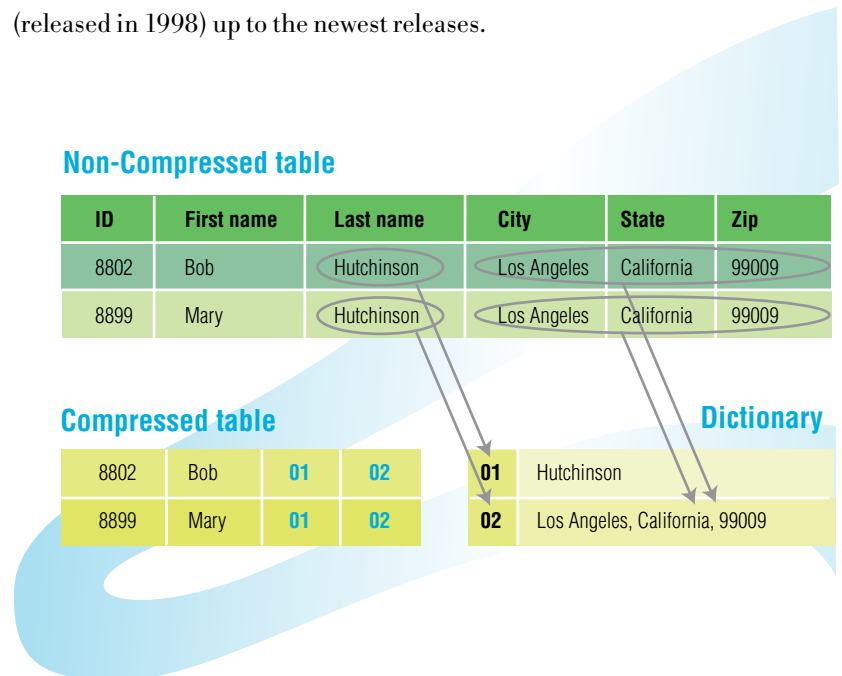 (released in 1998) up to the newest releases.
Non-Compressed table
ID First name Last name City State Zip
8802 Bob Hutchinson Los Angeles California 99009
8899 Mary Hutchinson Los Angeles California 99009
Compressed table
8802 Bob 01 02
8899 Mary 01 02
Dictionary
01 Hutchinson
02 Los Angeles, California, 99009